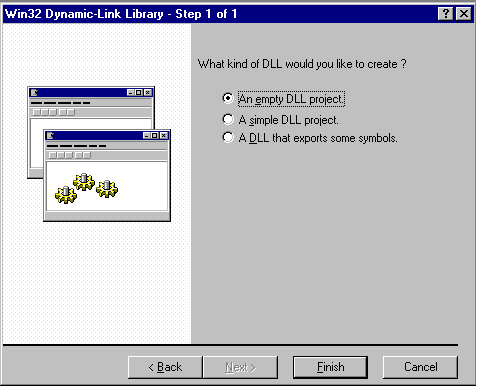 Win32 Dynamic-Link Library - Step 1 of 1
What kind of DLL would you like to create ?
An empty DLL project.
A simple DLL project.
A DLL that exports some symbols.
< Back Next > Finish Cancel